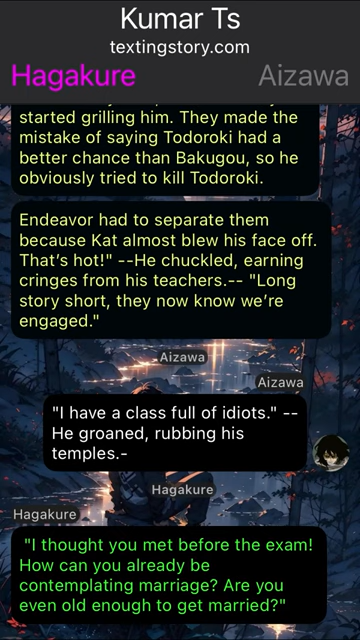 Kumar Ts
textingstory.com
Hagakure Aizawa
started grilling him. They made the
mistake of saying Todoroki had a
better chance than Bakugou, so he
obviously tried to kill Todoroki.
Endeavor had to separate them
because Kat almost blew his face off.
That's hot!" --He chuckled, earning
cringes from his teachers.-- "Long
story short, they now know we’re
engaged."
Aizawa
Aizawa
"I have a class full of idiots." --
He groaned, rubbing his
temples.-
Hagakure
Hagakure
"I thought you met before the exam!
How can you already be
contemplating marriage? Are you
even old enough to get married?"